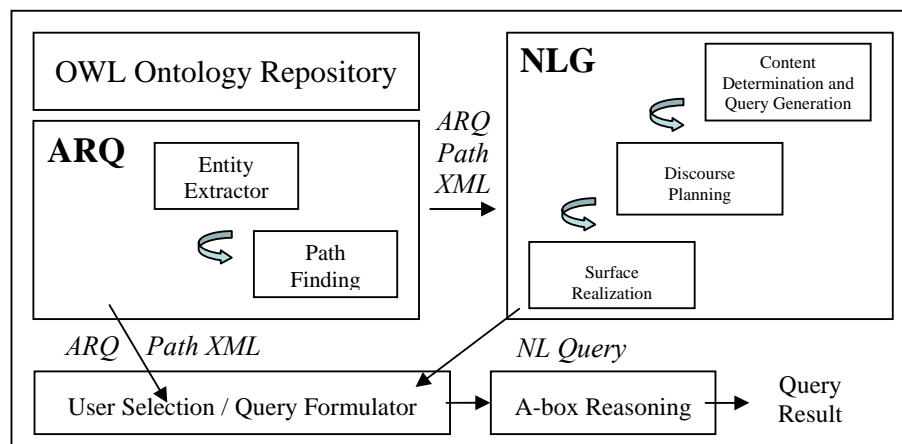 OWL Ontology Repository
ARQ
Entity
Extractor
Path
Finding
ARQ
Path
XML
NLG
Content
Determination and
Query Generation
Discourse
Planning
Surface
Realization
ARQ Path XML
NL Query
User Selection / Query Formulator
A-box Reasoning
Query
Result